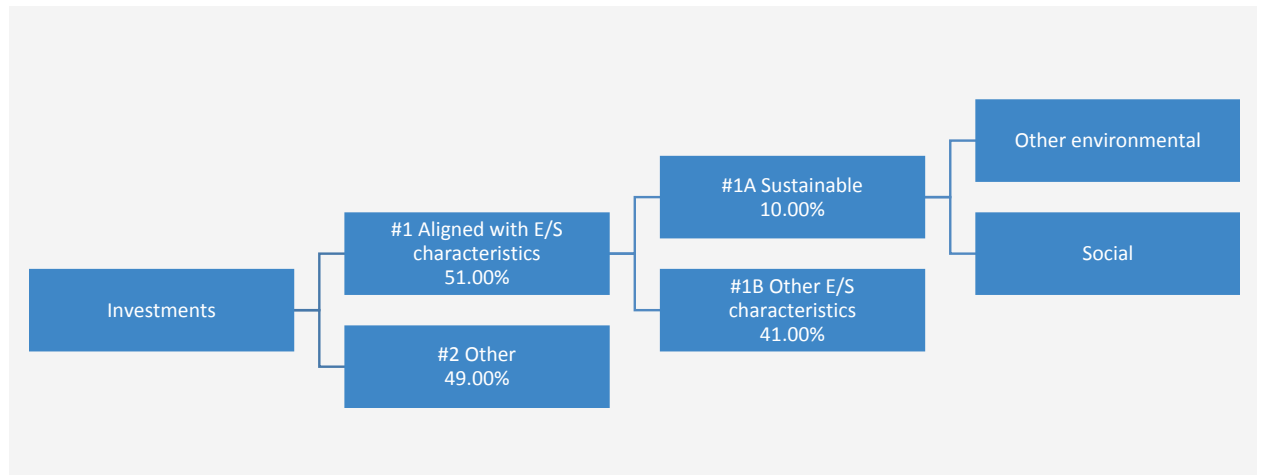 Investments
#1 Aligned with E/S
characteristics
51.00%
#2 Other
49.00%
#1A Sustainable
10.00%
#1B Other E/S
characteristics
41.00%
Other environmental
Social